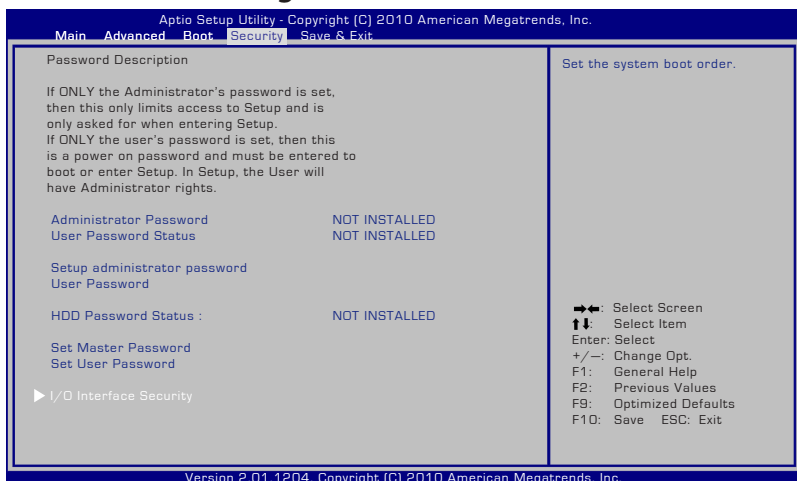 Aptio Setup Utility - Copyright (C) 2010 American Megatrends, Inc.
Main Advanced Boot Security Save & Exit
Password Description
If ONLY the Administrator's password is set,
then this only limits access to Setup and is
only asked for when entering Setup.
If ONLY the user's password is set, then this
is a power on password and must be entered to
boot or enter Setup. In Setup, the User will
have Administrator rights.
Administrator Password NOT INSTALLED
User Password Status NOT INSTALLED
Setup administrator password
User Password
HDD Password Status : NOT INSTALLED
Set Master Password
Set User Password
I/O Interface Security
Set the system boot order.
→←: Select Screen
↑↓: Select Item
Enter: Select
+/—: Change Opt.
F1: General Help
F2: Previous Values
F9: Optimized Defaults
F10: Save ESC: Exit
Version 2.01.1204. Copyright (C) 2010 American Megatrends, Inc.